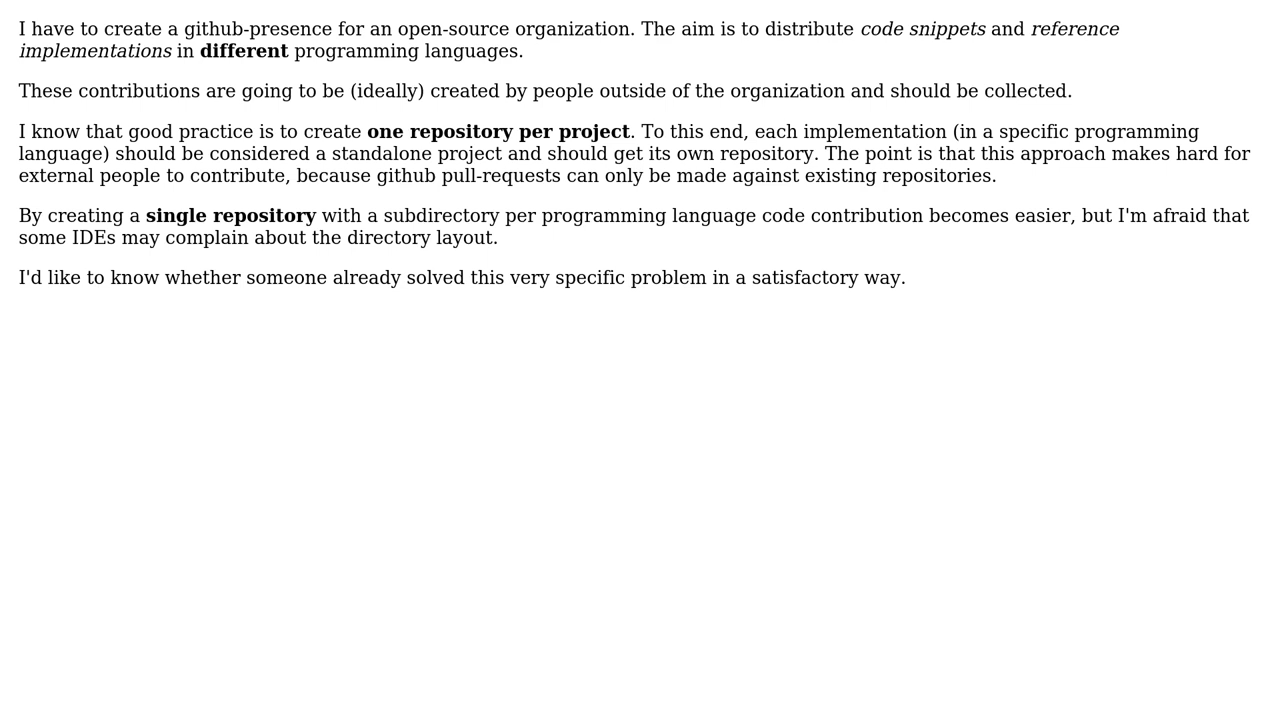 I have to create a github-presence for an open-source organization. The aim is to distribute code snippets and reference
implementations in different programming languages.
These contributions are going to be (ideally) created by people outside of the organization and should be collected.
I know that good practice is to create one repository per project. To this end, each implementation (in a specific programming
language) should be considered a standalone project and should get its own repository. The point is that this approach makes hard for
external people to contribute, because github pull-requests can only be made against existing repositories.
By creating a single repository with a subdirectory per programming language code contribution becomes easier, but I'm afraid that
some IDEs may complain about the directory layout.
I'd like to know whether someone already solved this very specific problem in a satisfactory way.